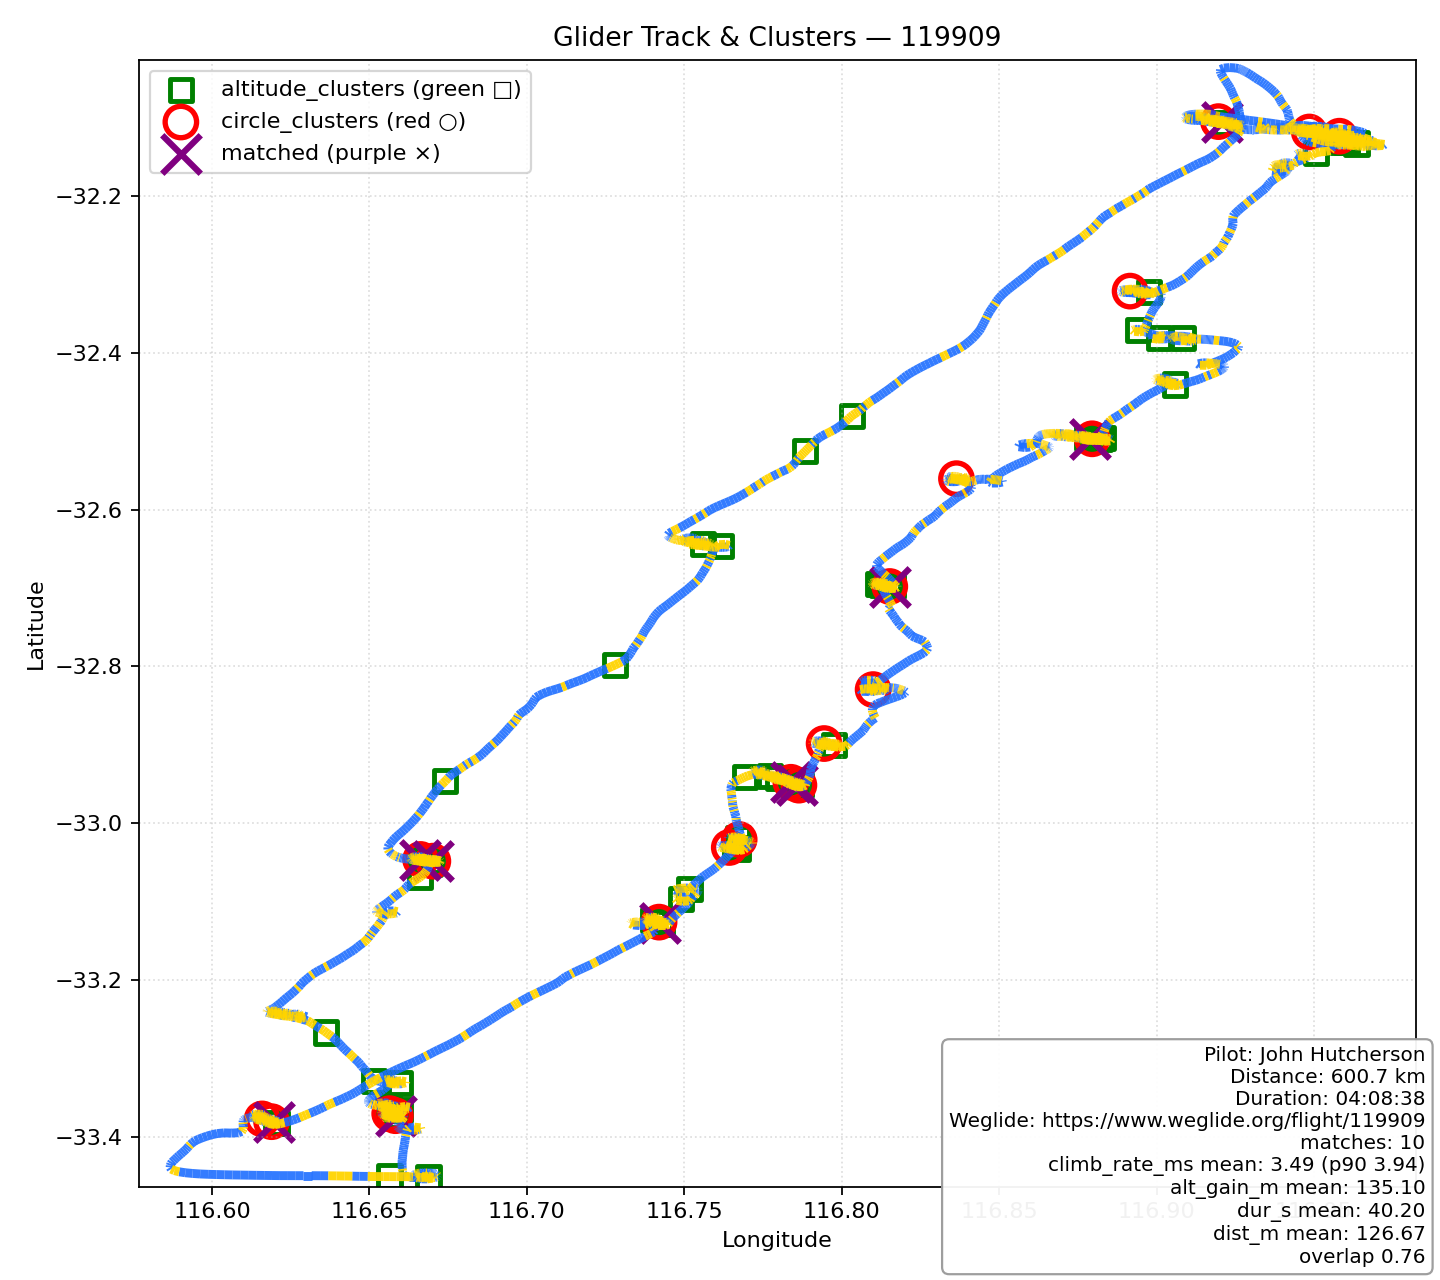 Glider Track & Clusters — 119909
altitude_clusters (green □)
circle_clusters (red ○)
matched (purple ×)
Latitude
−32.2
−32.4
−32.6
−32.8
−33.0
−33.2
−33.4
116.60
116.65
116.70
116.75
116.80
116.85
116.90
Longitude
Pilot: John Hutcherson
Distance: 600.7 km
Duration: 04:08:38
Weglide: https://www.weglide.org/flight/119909
matches: 10
climb_rate_ms mean: 3.49 (p90 3.94)
alt_gain_m mean: 135.10
dur_s mean: 40.20
dist_m mean: 126.67
overlap 0.76